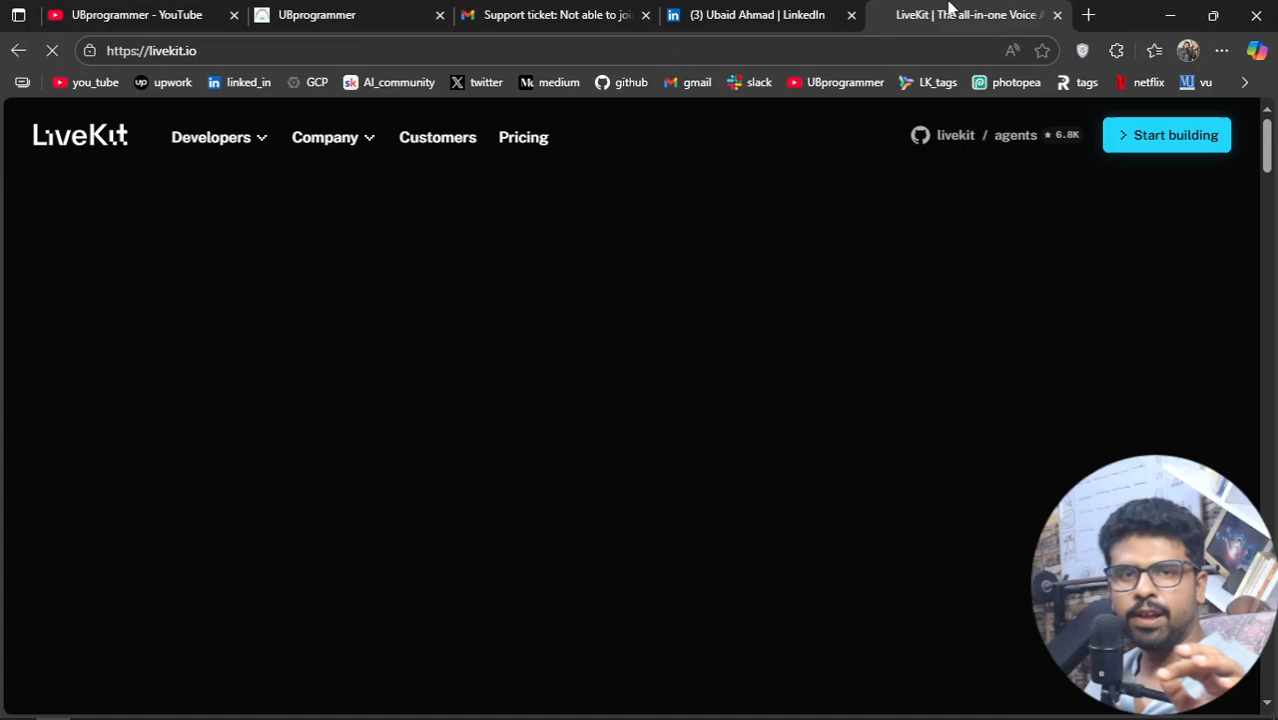 UBprogrammer - YouTube
UBprogrammer
Support ticket: Not able to joi
(3) Ubaid Ahmad | LinkedIn
LiveKit | The all-in-one Voice A
https://livekit.io
you_tube
upwork
linked_in
GCP
AI_community
twitter
medium
github
gmail
slack
UBprogrammer
LK_tags
photopea
tags
netflix
vu
LiveKit
Developers
Company
Customers
Pricing
livekit / agents ★ 6.8K
> Start building